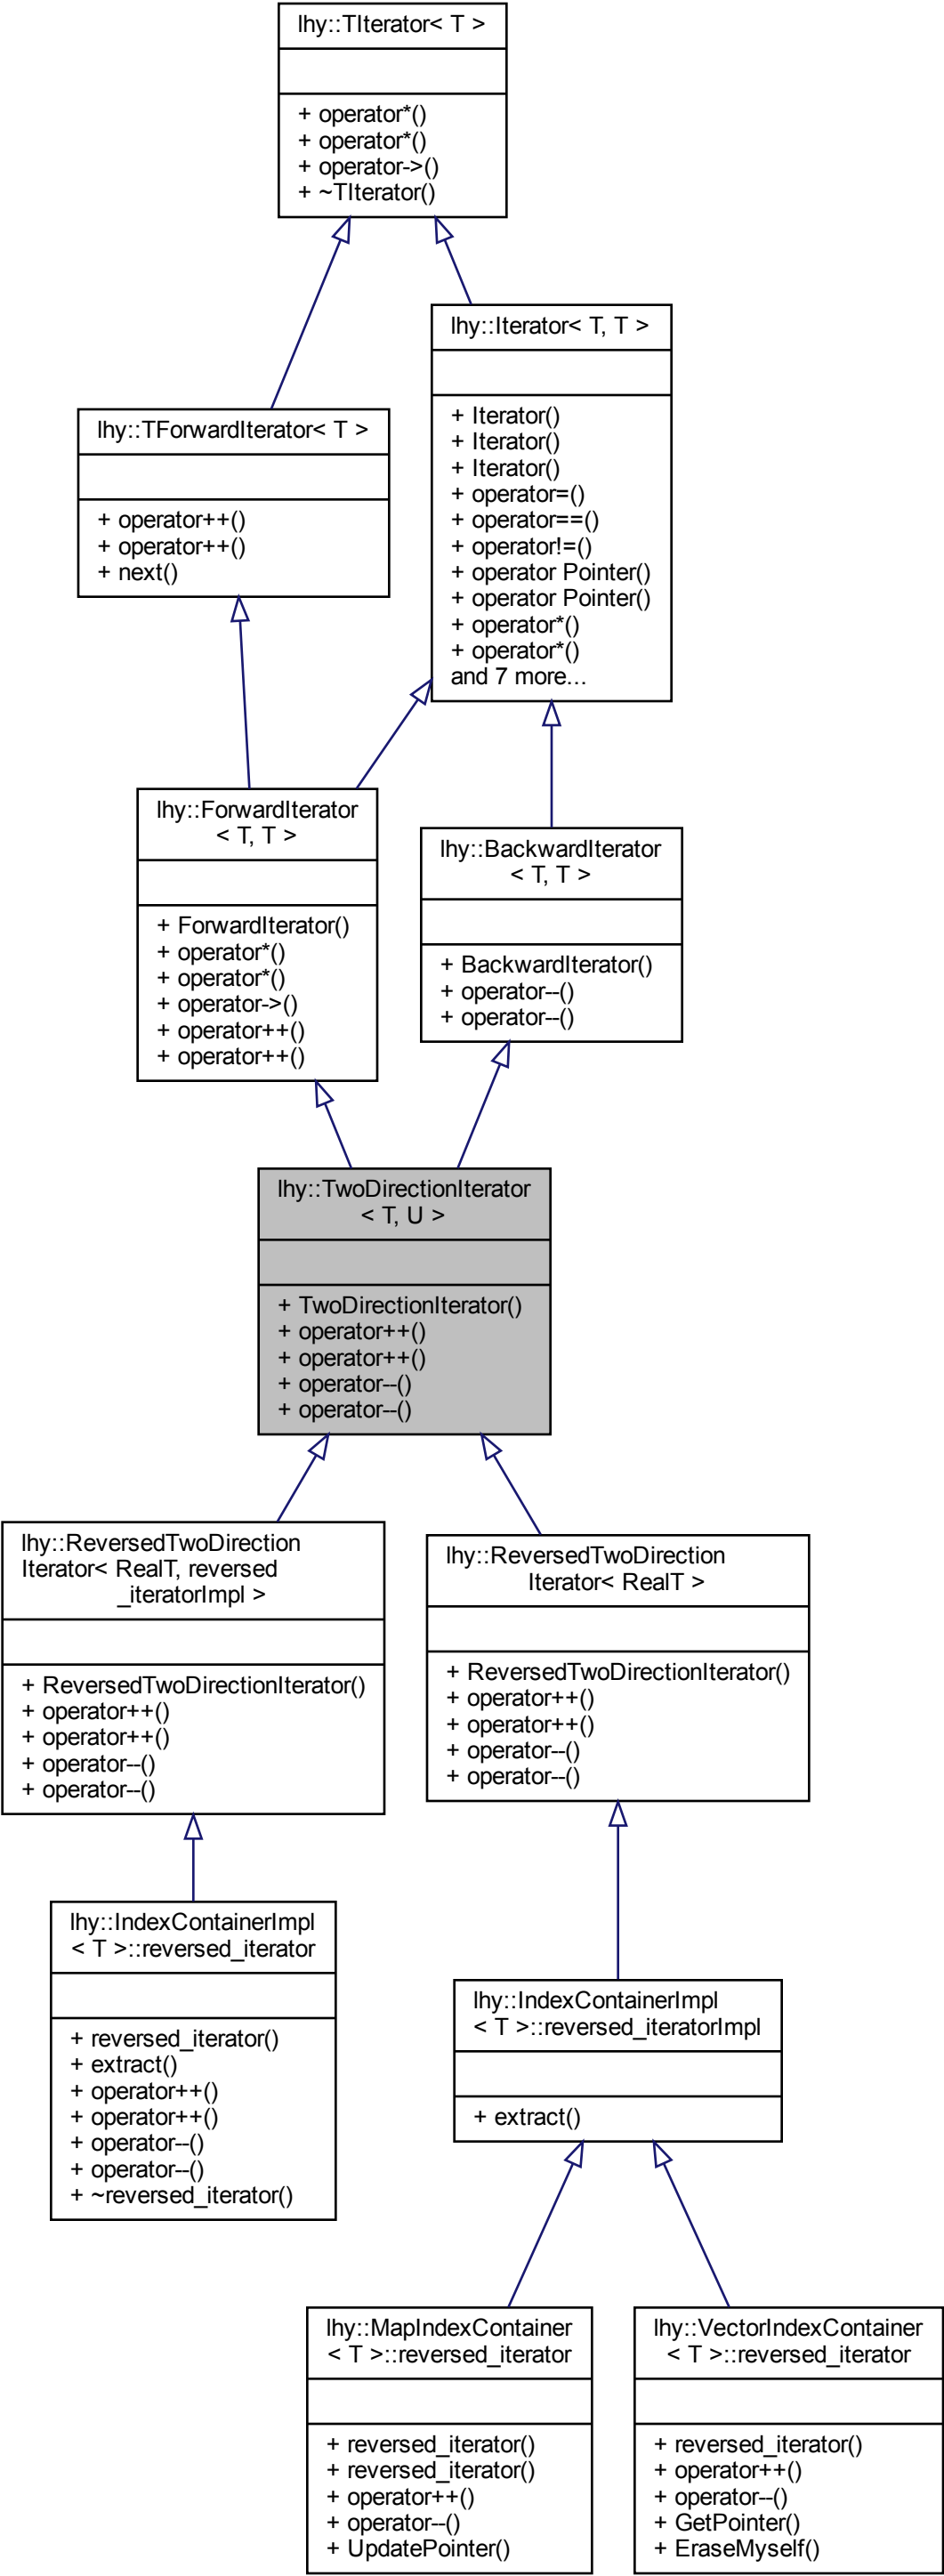 lhy::TIterator< T >
+ operator*()
+ operator*()
+ operator->()
+ ~TIterator()
lhy::Iterator< T, T >
+ Iterator()
+ Iterator()
+ Iterator()
+ operator=()
+ operator==()
+ operator!=()
+ operator Pointer()
+ operator Pointer()
+ operator*()
+ operator*()
and 7 more...
lhy::TForwardIterator< T >
+ operator++()
+ operator++()
+ next()
lhy::ForwardIterator
< T, T >
+ ForwardIterator()
+ operator*()
+ operator*()
+ operator->()
+ operator++()
+ operator++()
lhy::BackwardIterator
< T, T >
+ BackwardIterator()
+ operator--()
+ operator--()
lhy::TwoDirectionIterator
< T, U >
+ TwoDirectionIterator()
+ operator++()
+ operator++()
+ operator--()
+ operator--()
lhy::ReversedTwoDirection
Iterator< RealT, reversed
_iteratorImpl >
+ ReversedTwoDirectionIterator()
+ operator++()
+ operator++()
+ operator--()
+ operator--()
lhy::ReversedTwoDirection
Iterator< RealT >
+ ReversedTwoDirectionIterator()
+ operator++()
+ operator++()
+ operator--()
+ operator--()
lhy::IndexContainerImpl
< T >::reversed_iterator
+ reversed_iterator()
+ extract()
+ operator++()
+ operator++()
+ operator--()
+ operator--()
+ ~reversed_iterator()
lhy::IndexContainerImpl
< T >::reversed_iteratorImpl
+ extract()
lhy::MapIndexContainer
< T >::reversed_iterator
+ reversed_iterator()
+ reversed_iterator()
+ operator++()
+ operator--()
+ UpdatePointer()
lhy::VectorIndexContainer
< T >::reversed_iterator
+ reversed_iterator()
+ operator++()
+ operator--()
+ GetPointer()
+ EraseMyself()